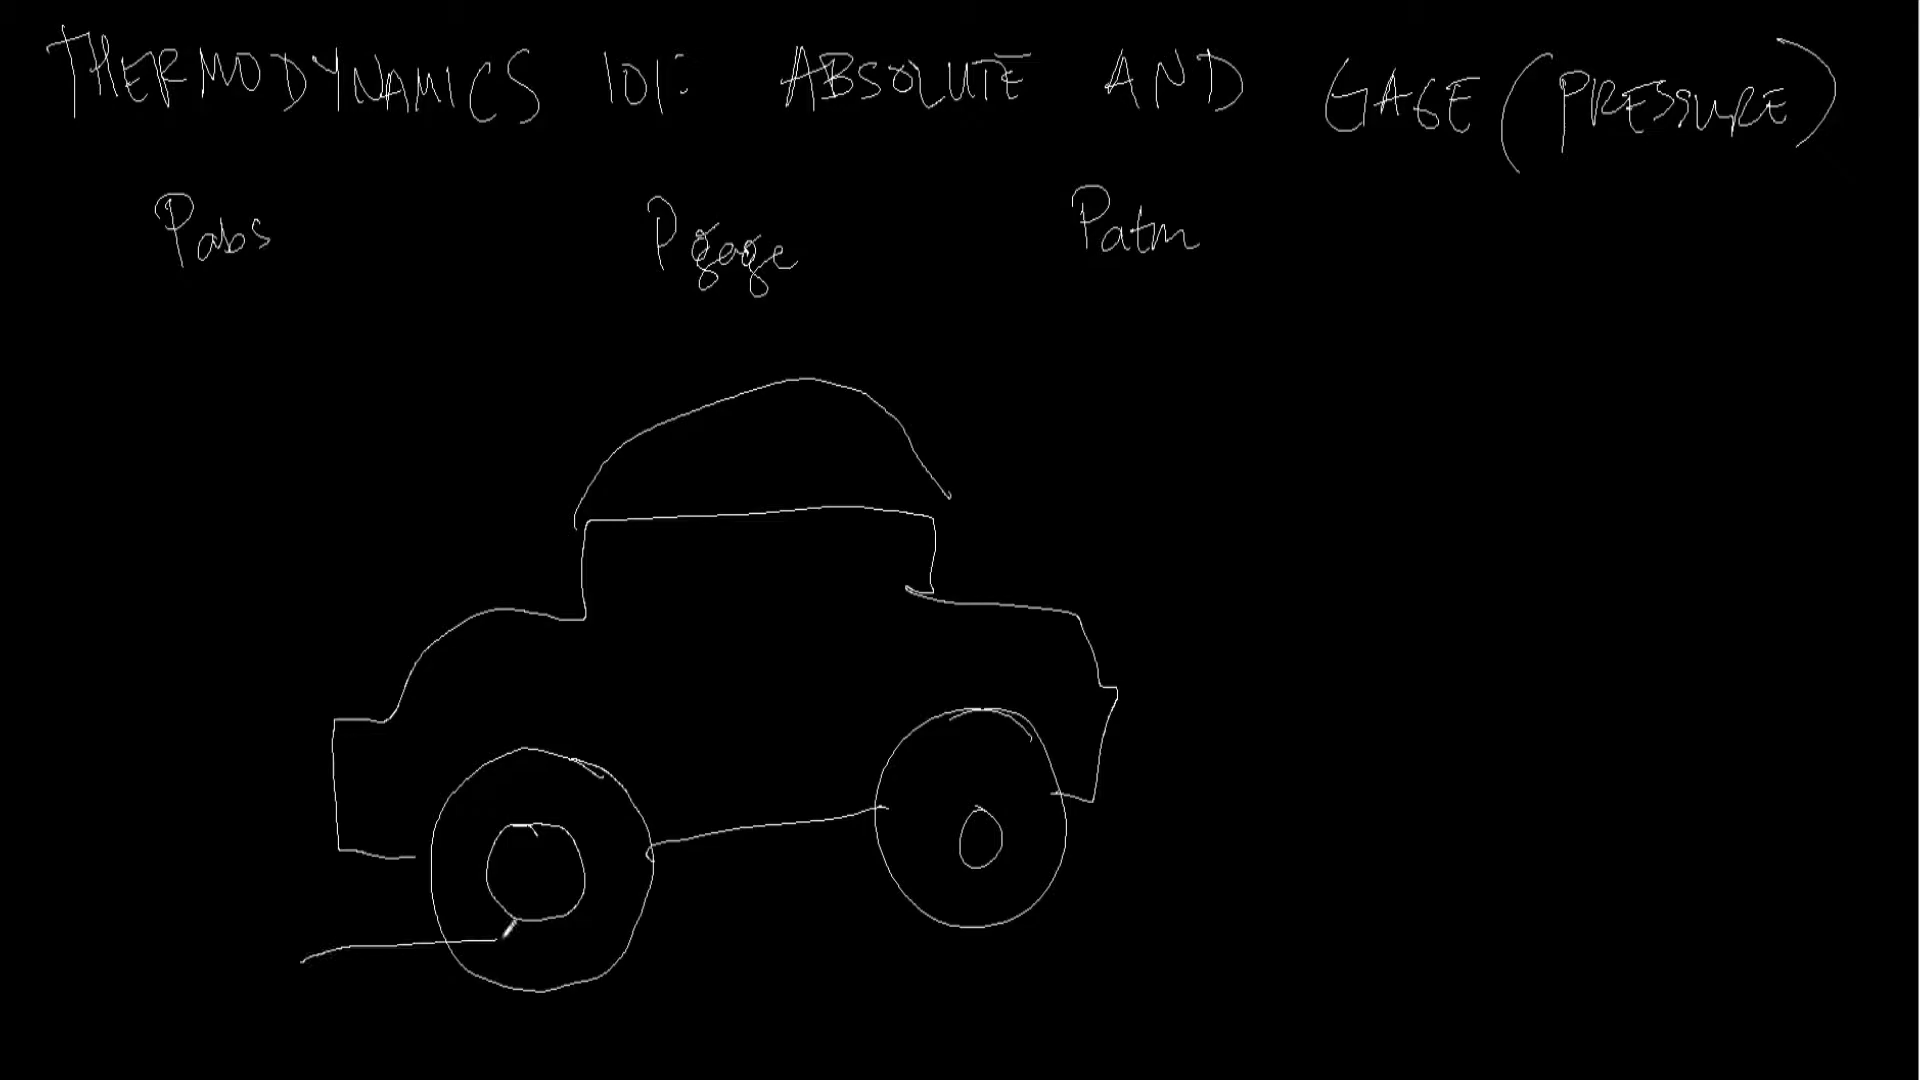 THERMODYNAMICS 101: ABSOLUTE AND GAGE (PRESSURE)
Pabs Pgage Patm